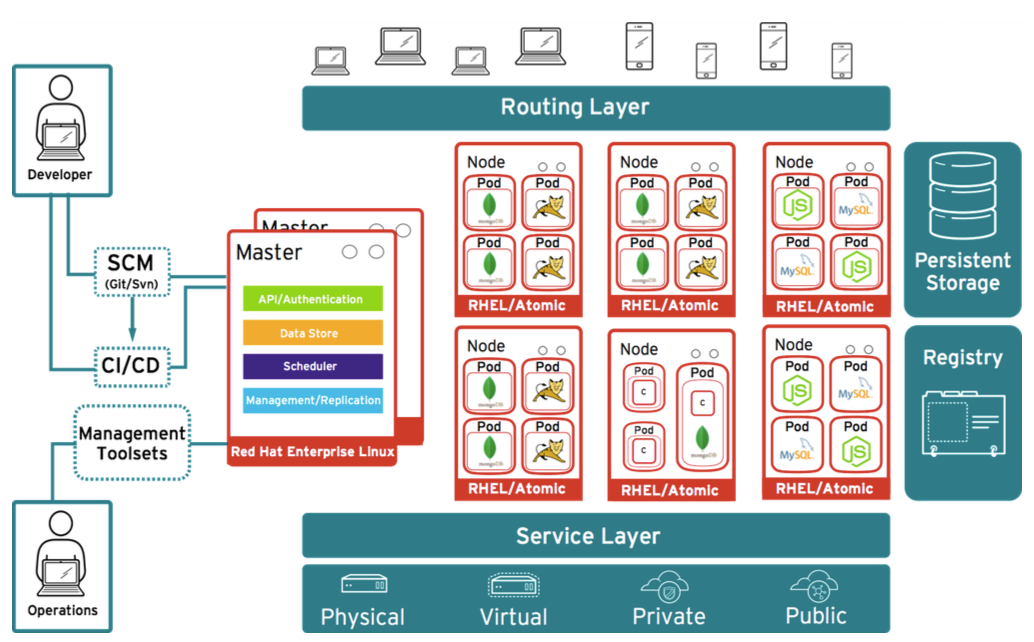 Routing Layer
Developer
SCM
(Git/Svn)
CI/CD
Management
Toolsets
Operations
Master
Master
API/Authentication
Data Store
Scheduler
Management/Replication
Red Hat Enterprise Linux
Node
Pod
Pod
mongoDB
Pod
Pod
mongoDB
RHEL/Atomic
Node
Pod
Pod
mongoDB
Pod
Pod
mongoDB
RHEL/Atomic
Node
Pod
Pod
JS
MySQL
Pod
Pod
MySQL
JS
RHEL/Atomic
Node
Pod
Pod
mongoDB
Pod
Pod
mongoDB
RHEL/Atomic
Node
Pod
Pod
C
C
Pod
C
mongoDB
RHEL/Atomic
Node
Pod
Pod
JS
MySQL
Pod
Pod
MySQL
JS
RHEL/Atomic
Persistent
Storage
Registry
Service Layer
Physical
Virtual
Private
Public